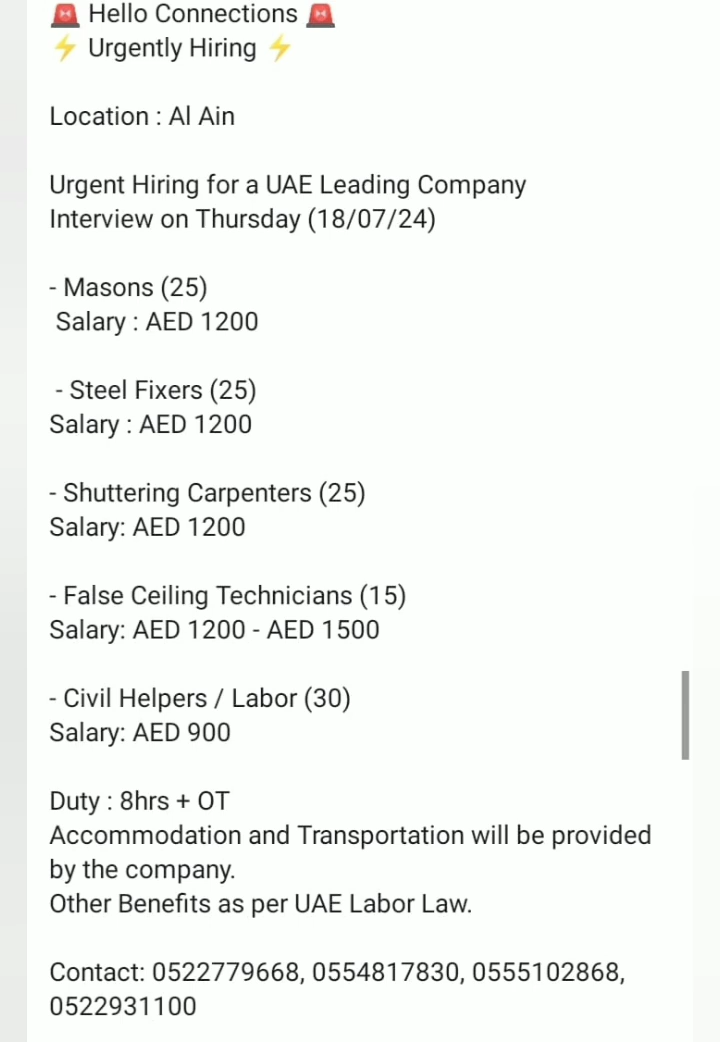 🚨 Hello Connections 🚨
⚡ Urgently Hiring ⚡
Location : Al Ain
Urgent Hiring for a UAE Leading Company
Interview on Thursday (18/07/24)
- Masons (25)
Salary : AED 1200
- Steel Fixers (25)
Salary : AED 1200
- Shuttering Carpenters (25)
Salary: AED 1200
- False Ceiling Technicians (15)
Salary: AED 1200 - AED 1500
- Civil Helpers / Labor (30)
Salary: AED 900
Duty : 8hrs + OT
Accommodation and Transportation will be provided
by the company.
Other Benefits as per UAE Labor Law.
Contact: 0522779668, 0554817830, 0555102868,
0522931100